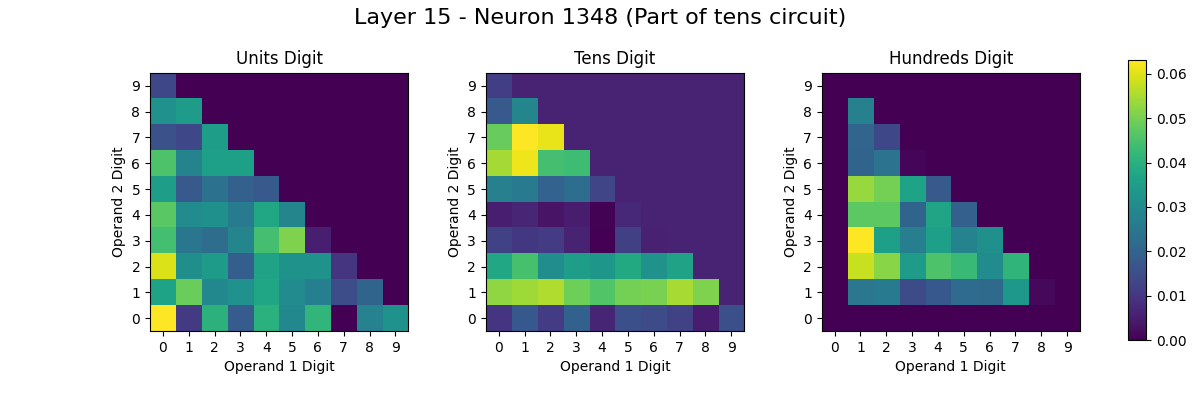 Layer 15 - Neuron 1348 (Part of tens circuit)
Units Digit
Tens Digit
Hundreds Digit
Operand 2 Digit
9
8
7
6
5
4
3
2
1
0
0 1 2 3 4 5 6 7 8 9
Operand 1 Digit
Operand 2 Digit
9
8
7
6
5
4
3
2
1
0
0 1 2 3 4 5 6 7 8 9
Operand 1 Digit
Operand 2 Digit
9
8
7
6
5
4
3
2
1
0
0 1 2 3 4 5 6 7 8 9
Operand 1 Digit
0.06
0.05
0.04
0.03
0.02
0.01
0.00